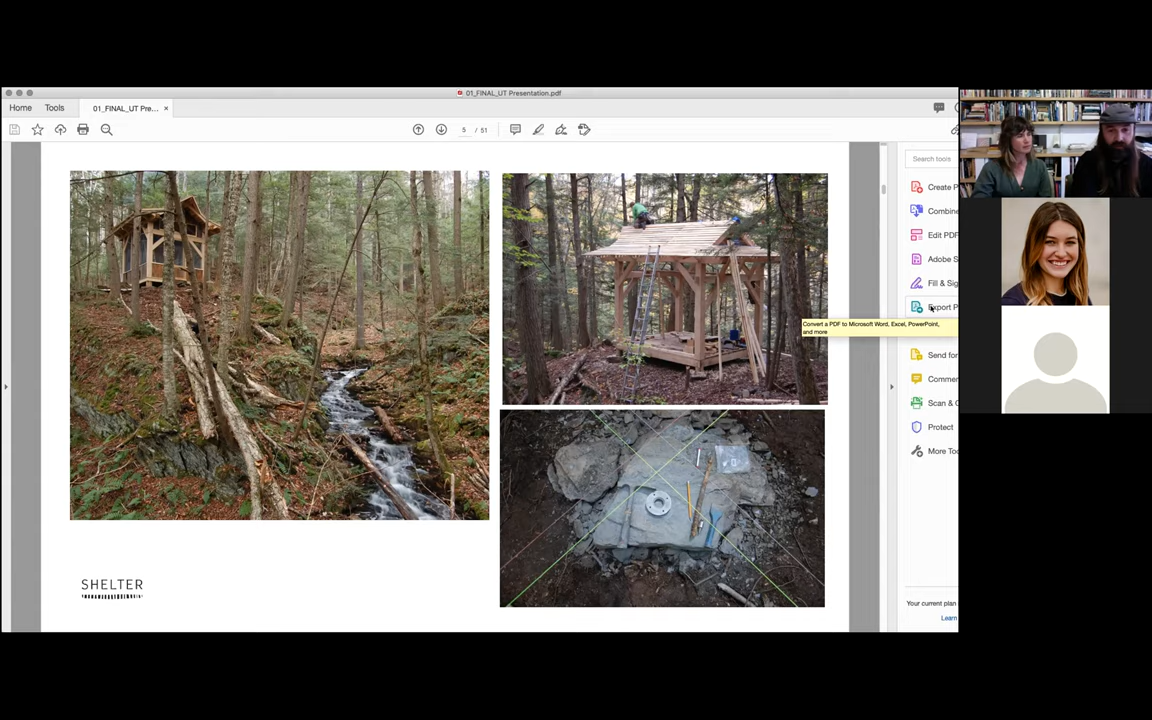 01_FINAL_UT Presentation.pdf
Home
Tools
01_FINAL_UT Pre... ×
5 / 51
Search tools
Create P
Combine
Edit PDF
Adobe S
Fill & Sig
Export P
Convert a PDF to Microsoft Word, Excel, PowerPoint,
and more
Send for
Commen
Scan & O
Protect
More Too
Your current plan
Learn
SHELTER